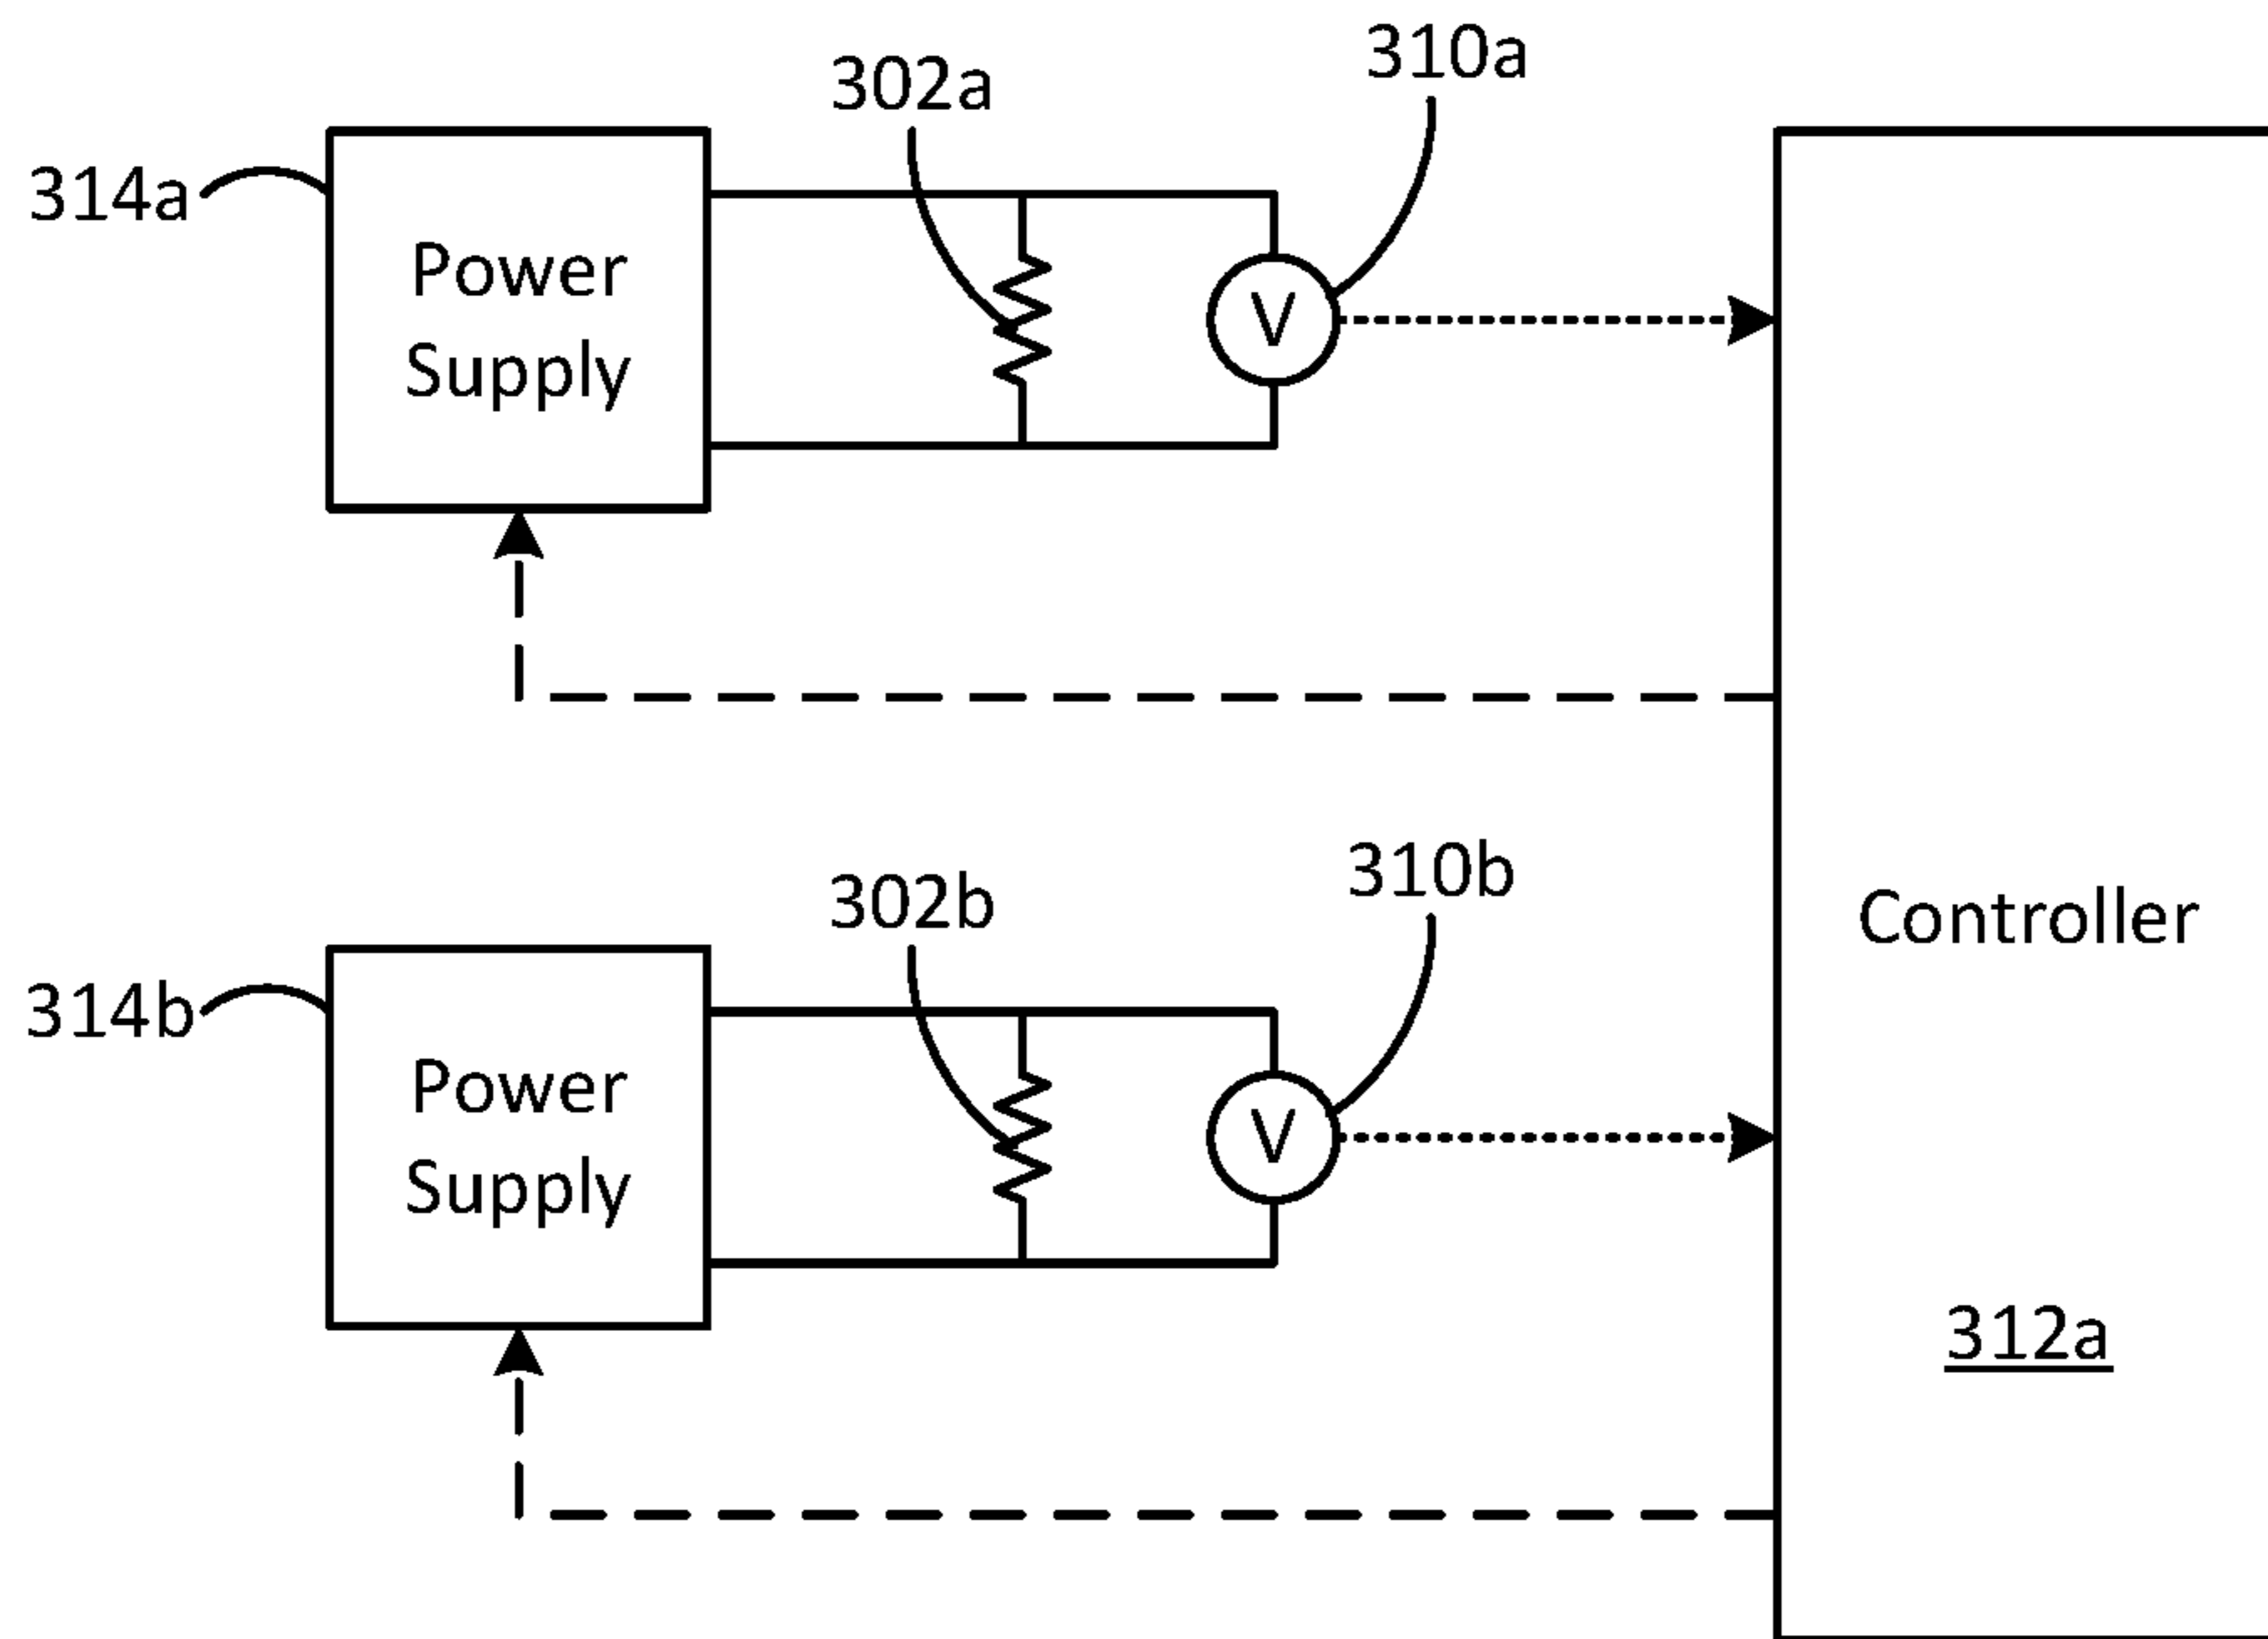 310a
302a
314a
Power
Supply
V
310b
302b
Controller
314b
Power
Supply
V
312a